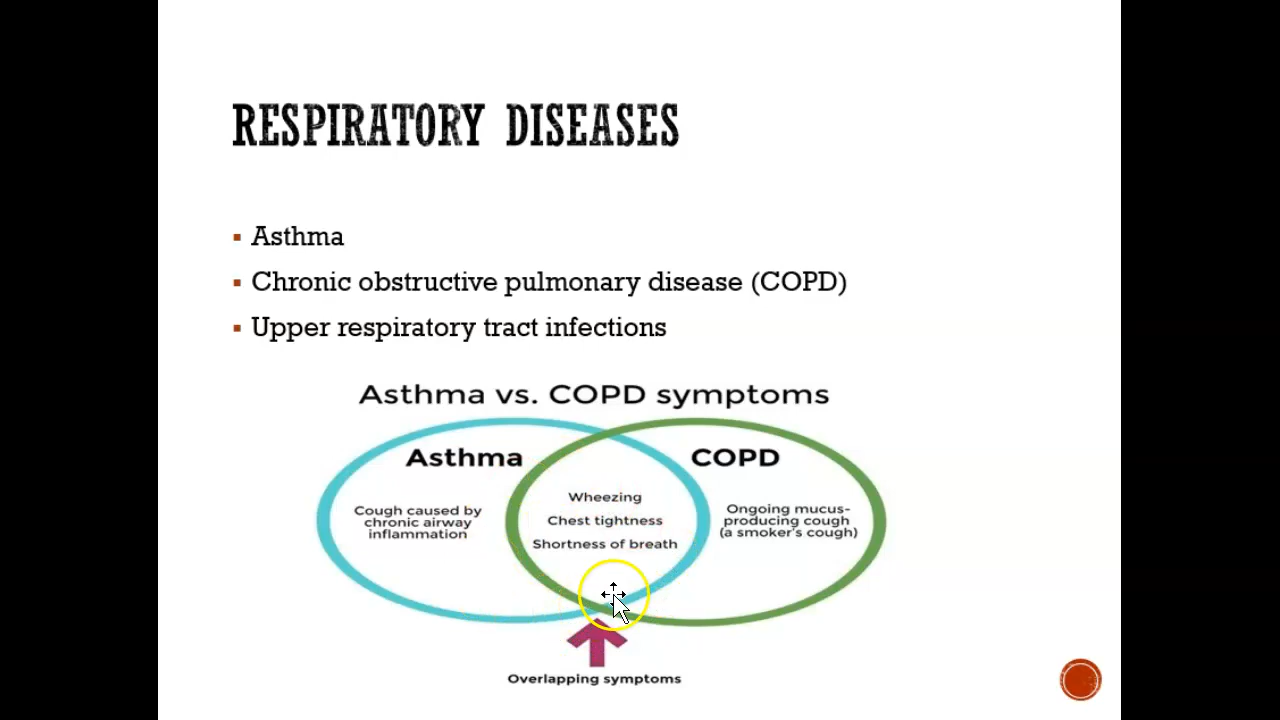 RESPIRATORY DISEASES
Asthma
Chronic obstructive pulmonary disease (COPD)
Upper respiratory tract infections
Asthma vs. COPD symptoms
Asthma
Cough caused by
chronic airway
inflammation
Wheezing
Chest tightness
Shortness of breath
COPD
Ongoing mucus-
producing cough
(a smoker's cough)
Overlapping symptoms